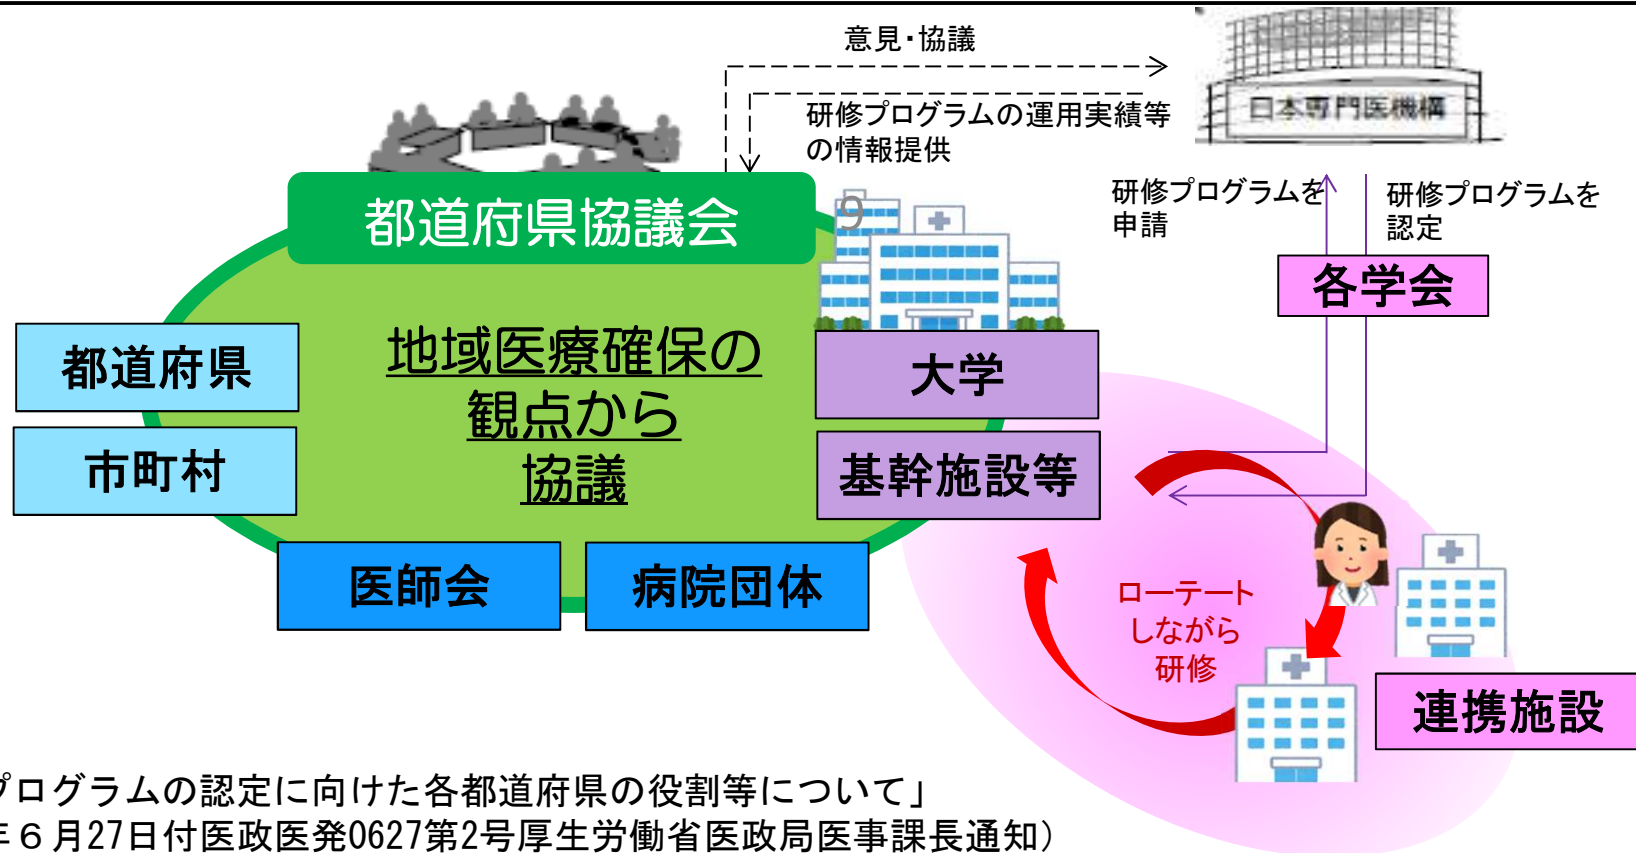 意見・協議
日本専門医機構
研修プログラムの運用実績等
の情報提供
研修プログラムを
申請
研修プログラムを
認定
都道府県協議会
9
各学会
都道府県
地域医療確保の
観点から
協議
大学
市町村
基幹施設等
医師会
病院団体
ローテート
しながら
研修
連携施設
プログラムの認定に向けた各都道府県の役割等について」
年６月27日付医政医発0627第2号厚生労働省医政局医事課長通知）